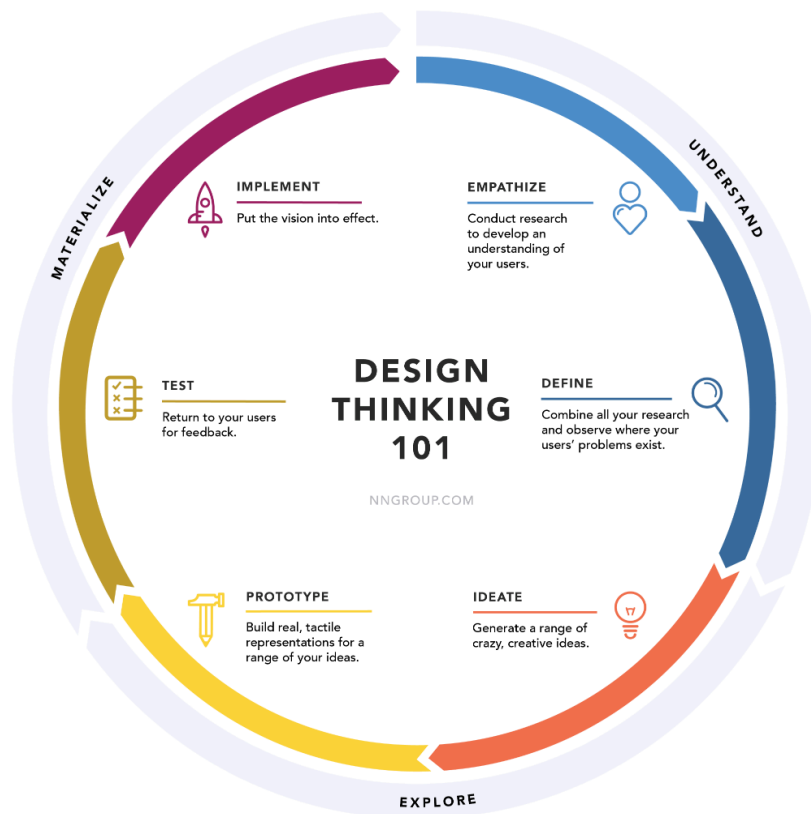 UNDERSTAND
EMPATHIZE
Conduct research
to develop an
understanding of
your users.
DEFINE
Combine all your research
and observe where your
users’ problems exist.
EXPLORE
IDEATE
Generate a range of
crazy, creative ideas.
PROTOTYPE
Build real, tactile
representations for a
range of your ideas.
MATERIALIZE
TEST
Return to your users
for feedback.
IMPLEMENT
Put the vision into effect.
DESIGN
THINKING
101
NNGROUP.COM